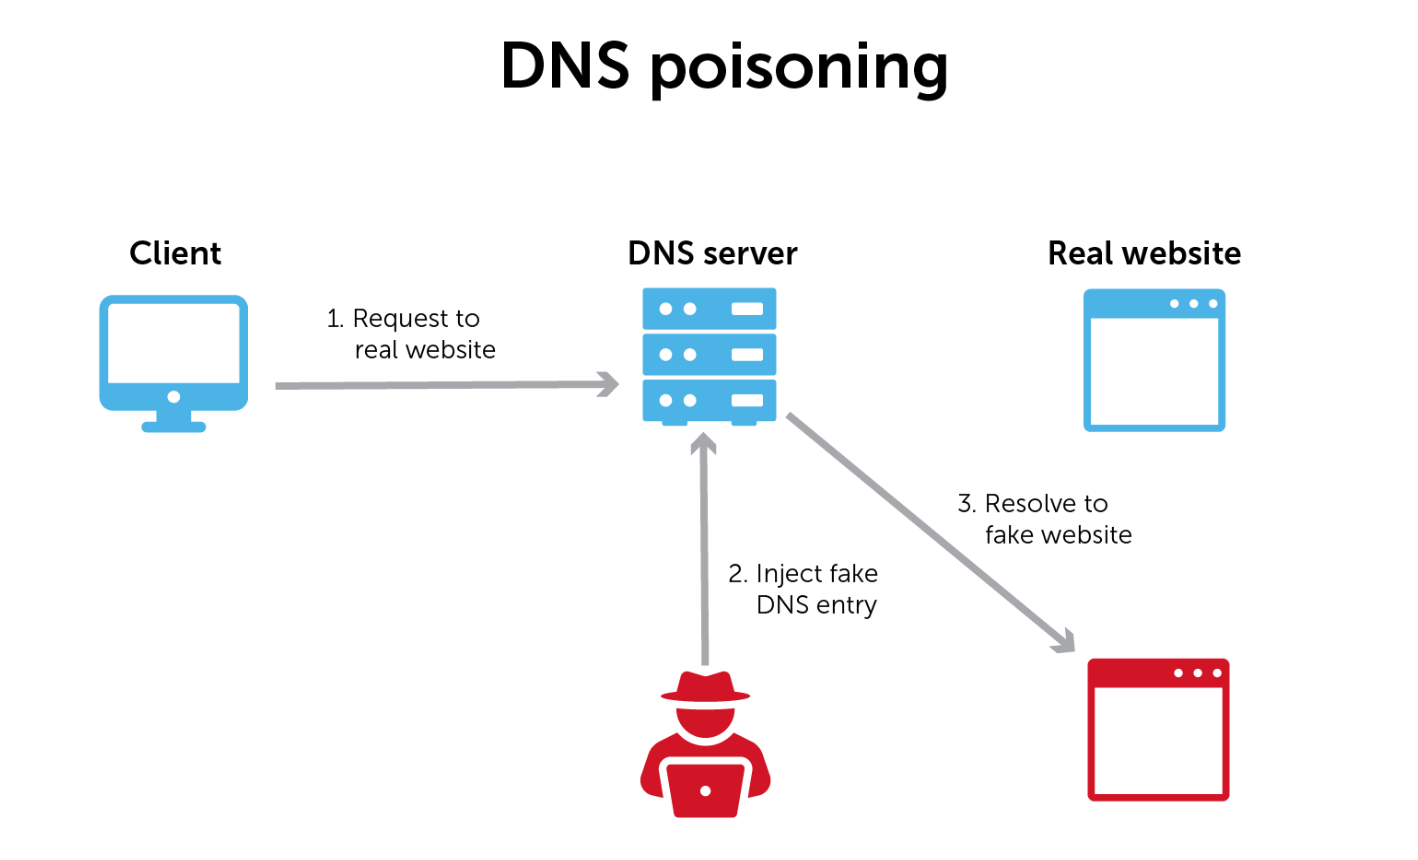 DNS poisoning
Client
DNS server
Real website
1. Request to
real website
3. Resolve to
fake website
2. Inject fake
DNS entry